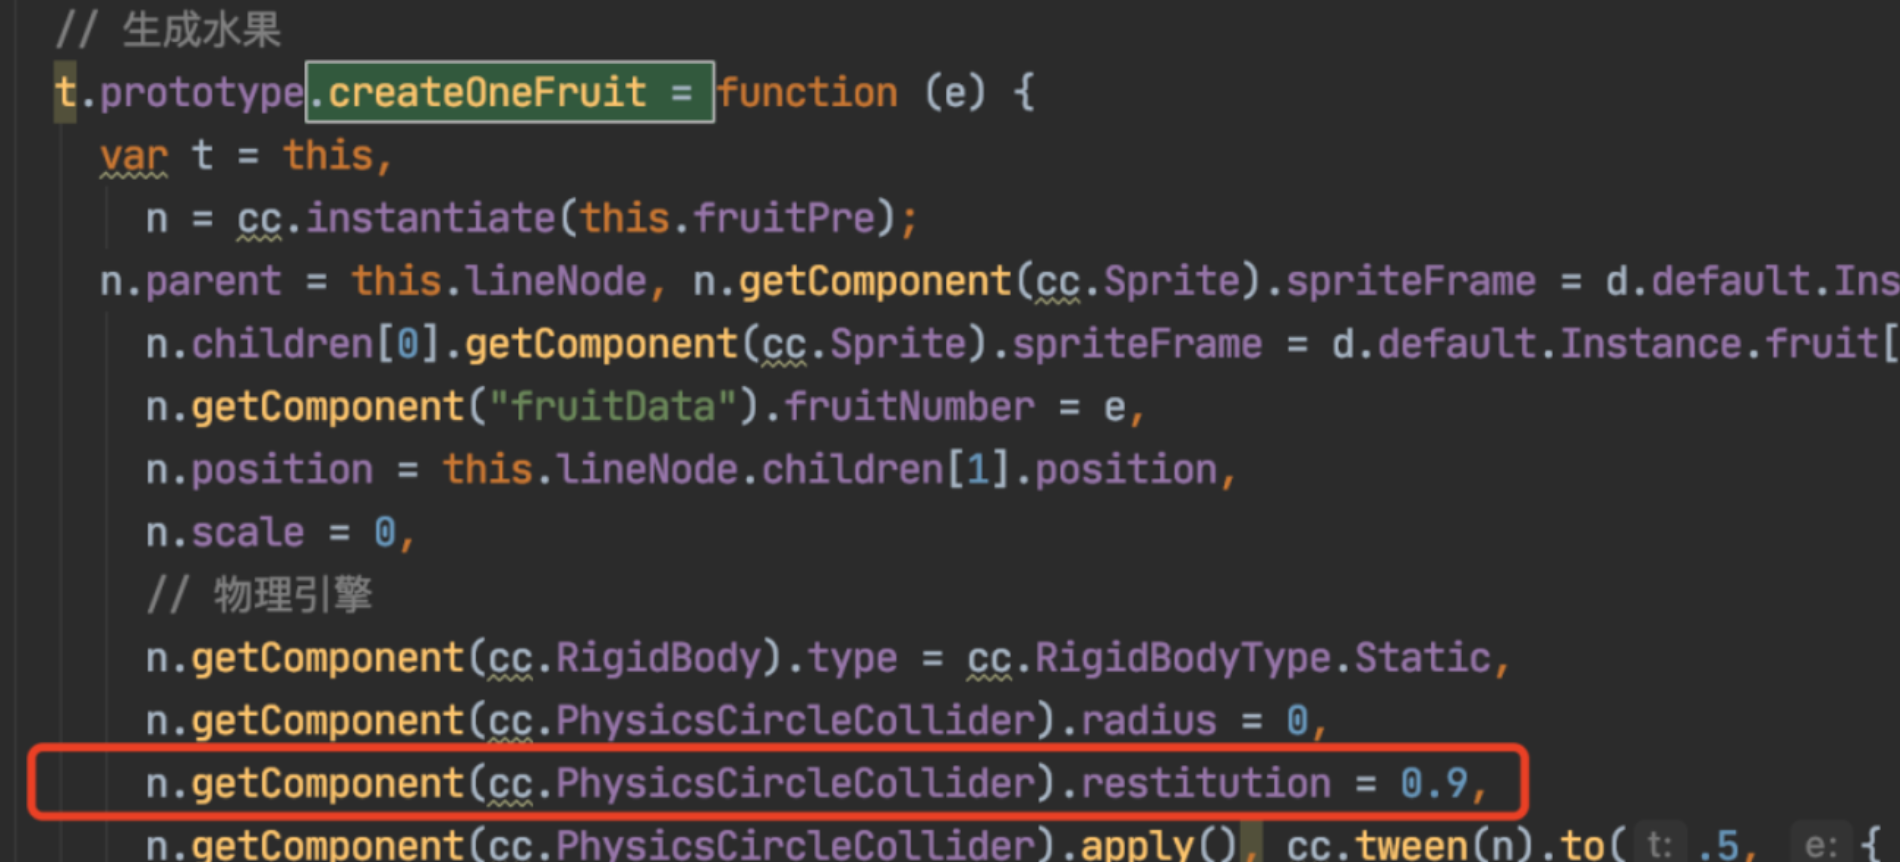 // 生成水果
t.prototype.createOneFruit = function (e) {
var t = this,
n = cc.instantiate(this.fruitPre);
n.parent = this.lineNode, n.getComponent(cc.Sprite).spriteFrame = d.default.Ins
n.children[0].getComponent(cc.Sprite).spriteFrame = d.default.Instance.fruit[
n.getComponent("fruitData").fruitNumber = e,
n.position = this.lineNode.children[1].position,
n.scale = 0,
// 物理引擎
n.getComponent(cc.RigidBody).type = cc.RigidBodyType.Static,
n.getComponent(cc.PhysicsCircleCollider).radius = 0,
n.getComponent(cc.PhysicsCircleCollider).restitution = 0.9,
n.getComponent(cc.PhysicsCircleCollider).apply(), cc.tween(n).to( t: .5, e: {